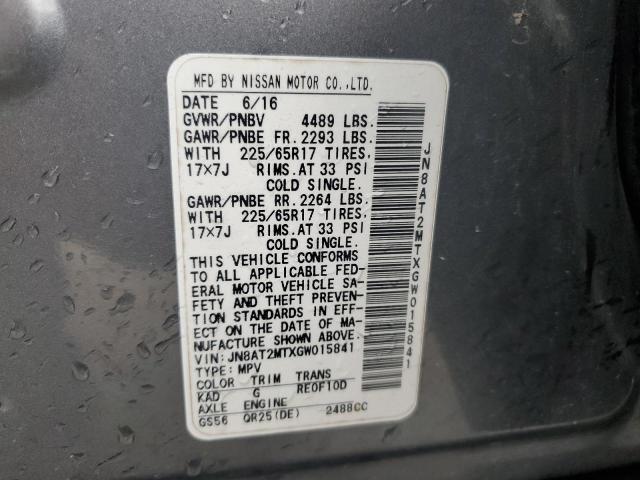 MFD BY NISSAN MOTOR CO.,LTD.
DATE 6/16
GVWR/PNBV 4489 LBS.
GAWR/PNBE FR. 2293 LBS.
WITH 225/65R17 TIRES,
17×7J RIMS.AT 33 PSI
COLD SINGLE.
GAWR/PNBE RR. 2264 LBS.
WITH 225/65R17 TIRES,
17×7J RIMS.AT 33 PSI
COLD SINGLE.
THIS VEHICLE CONFORMS
TO ALL APPLICABLE FED-
ERAL MOTOR VEHICLE SA-
FETY AND THEFT PREVEN-
TION STANDARDS IN EFF-
ECT ON THE DATE OF MA-
NUFACTURE SHOWN ABOVE.
VIN: JN8AT2MTXGW015841
TYPE: MPV
COLOR TRIM TRANS
KAD G RE0F10D
AXLE ENGINE
GS56 QR25(DE) 2488CC
JN8AT2MTXGW015841